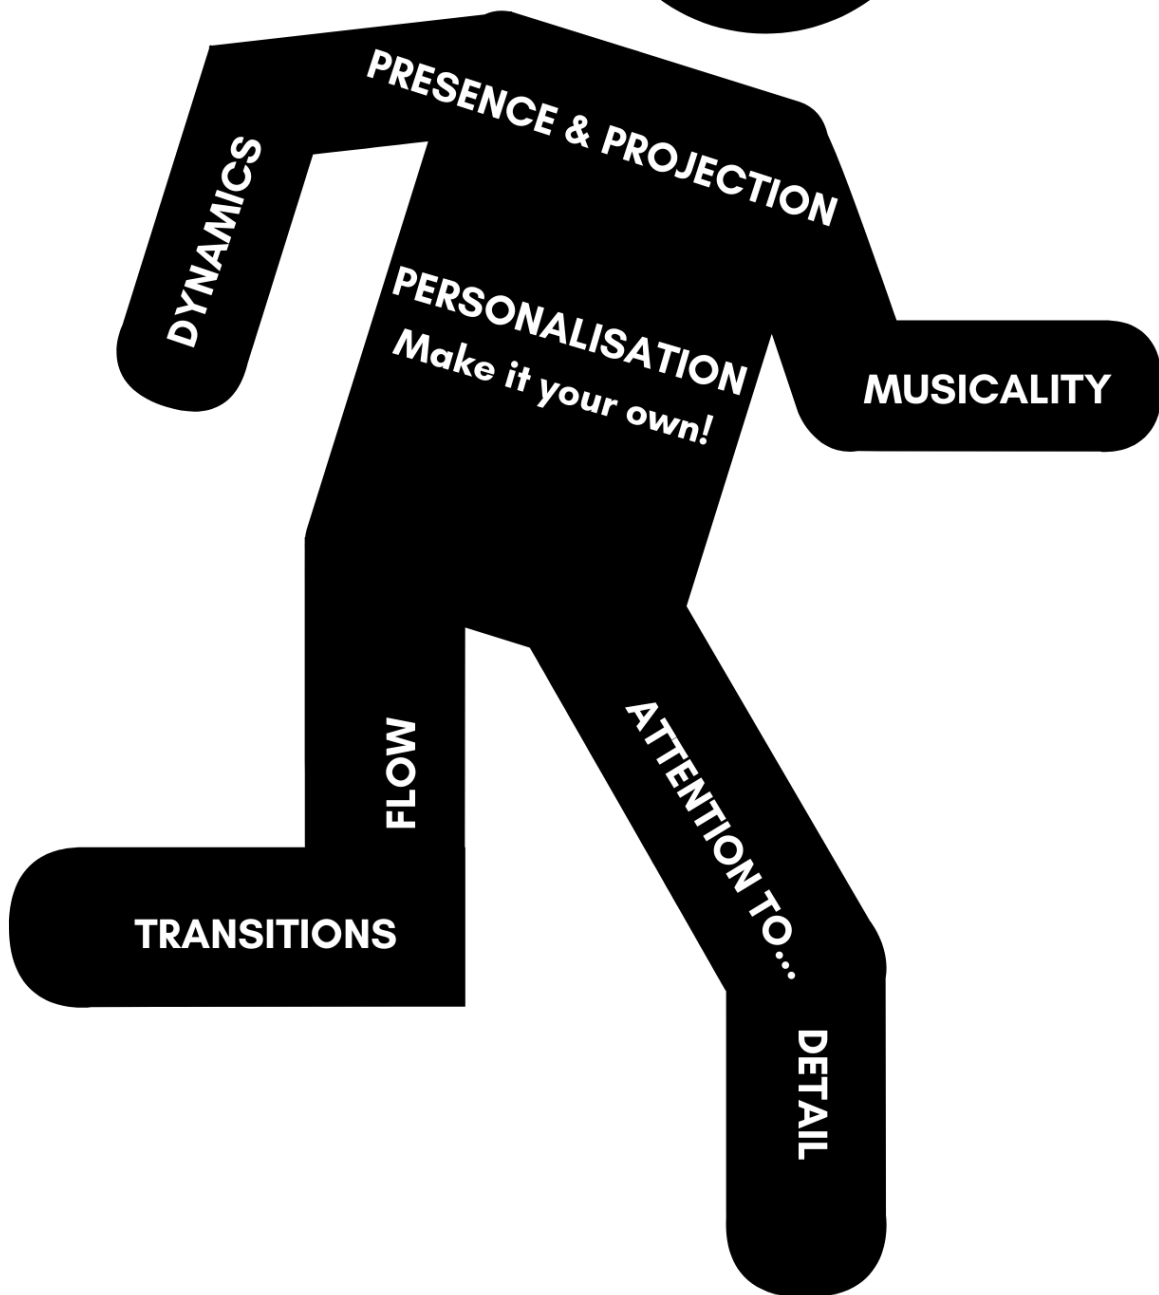 PRESENCE & PROJECTION
DYNAMICS
PERSONALISATION
Make it your own!
MUSICALITY
FLOW
ATTENTION TO...
TRANSITIONS
DETAIL